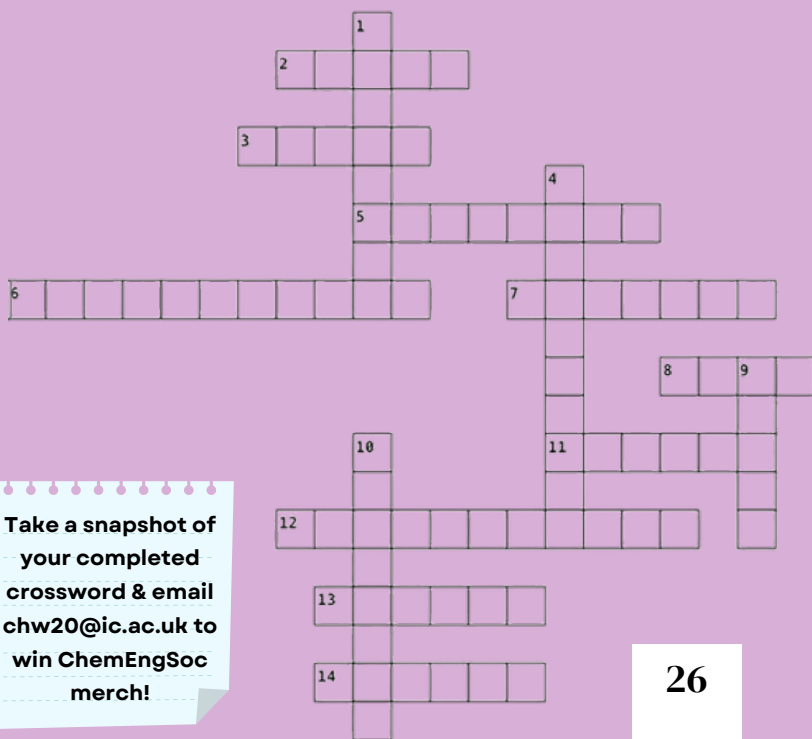 1
2
3
4
5
6
7
8 9
10
11
12
13
14
Take a snapshot of
your completed
crossword & email
chw20@ic.ac.uk to
win ChemEngSoc
merch!
26